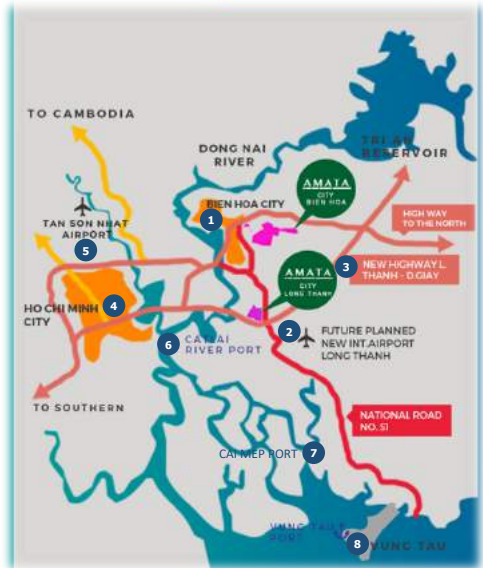 TO CAMBODIA
DONG NAI
RIVER
TRI AN
RESERVOIR
AMATA
CITY
BIEN HOA
BIEN HOA CITY
1
HIGH WAY
TO THE NORTH
TAN SON NHAT
AIRPORT
5
AMATA
CITY
LONG THANH
3
NEW HIGHWAY L.
THANH - D.GIAY
4
HO CHI MINH
CITY
2
FUTURE PLANNED
NEW INT.AIRPORT
LONG THANH
6
CAT LAI
RIVER PORT
TO SOUTHERN
NATIONAL ROAD
NO. 51
CAI MEP PORT
7
VUNG TAU
PORT
8
VUNG TAU